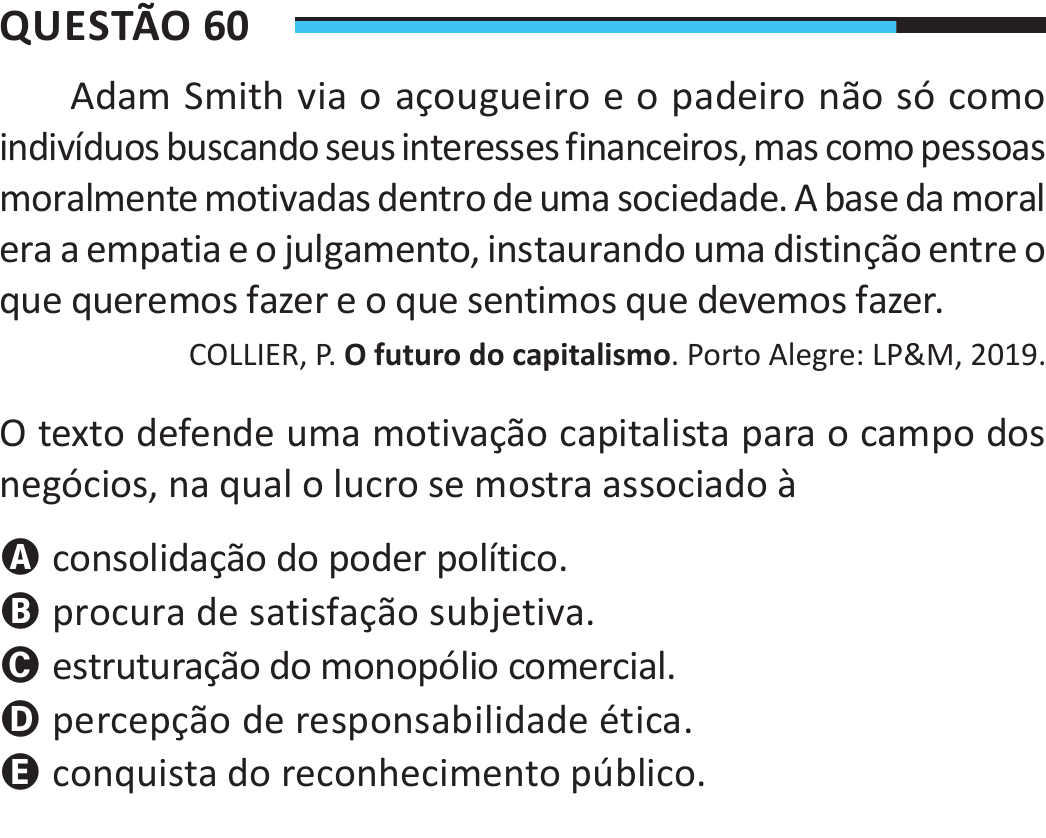 QUESTÃO 60
Adam Smith via o açougueiro e o padeiro não só como
indivíduos buscando seus interesses financeiros, mas como pessoas
moralmente motivadas dentro de uma sociedade. A base da moral
era a empatia e o julgamento, instaurando uma distinção entre o
que queremos fazer e o que sentimos que devemos fazer.
COLLIER, P. O futuro do capitalismo. Porto Alegre: LP&M, 2019.
O texto defende uma motivação capitalista para o campo dos
negócios, na qual o lucro se mostra associado à
A consolidação do poder político.
B procura de satisfação subjetiva.
C estruturação do monopólio comercial.
D percepção de responsabilidade ética.
E conquista do reconhecimento público.